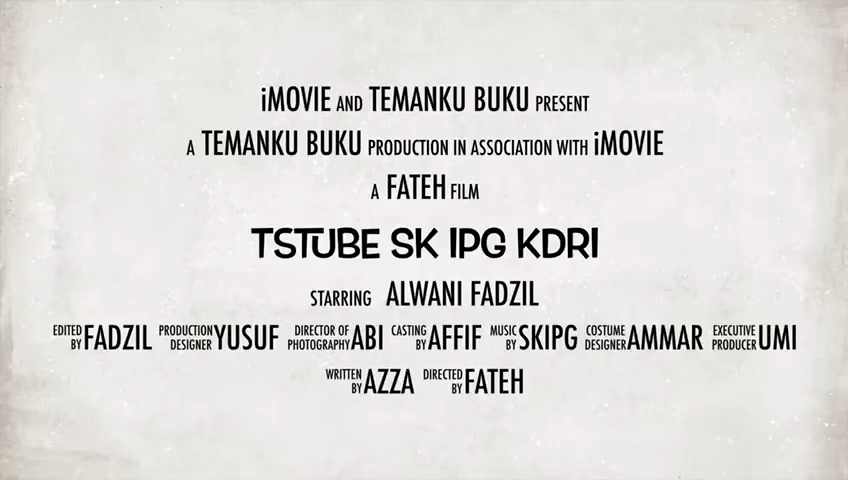 iMOVIE AND TEMANKU BUKU PRESENT
A TEMANKU BUKU PRODUCTION IN ASSOCIATION WITH iMOVIE
A FATEH FILM
TSTUBE SK IPG KDRI
STARRING ALWANI FADZIL
EDITED BY FADZIL PRODUCTION DESIGNER YUSUF DIRECTOR OF PHOTOGRAPHY ABI CASTING BY AFFIF MUSIC BY SKIPG COSTUME DESIGNER AMMAR EXECUTIVE PRODUCER UMI
WRITTEN BY AZZA DIRECTED BY FATEH